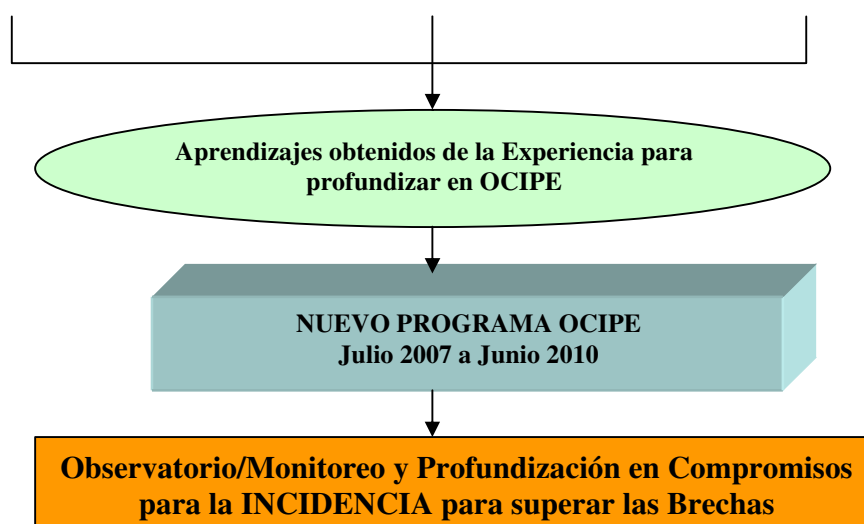 Aprendizajes obtenidos de la Experiencia para
profundizar en OCIPE
NUEVO PROGRAMA OCIPE
Julio 2007 a Junio 2010
Observatorio/Monitoreo y Profundización en Compromisos
para la INCIDENCIA para superar las Brechas